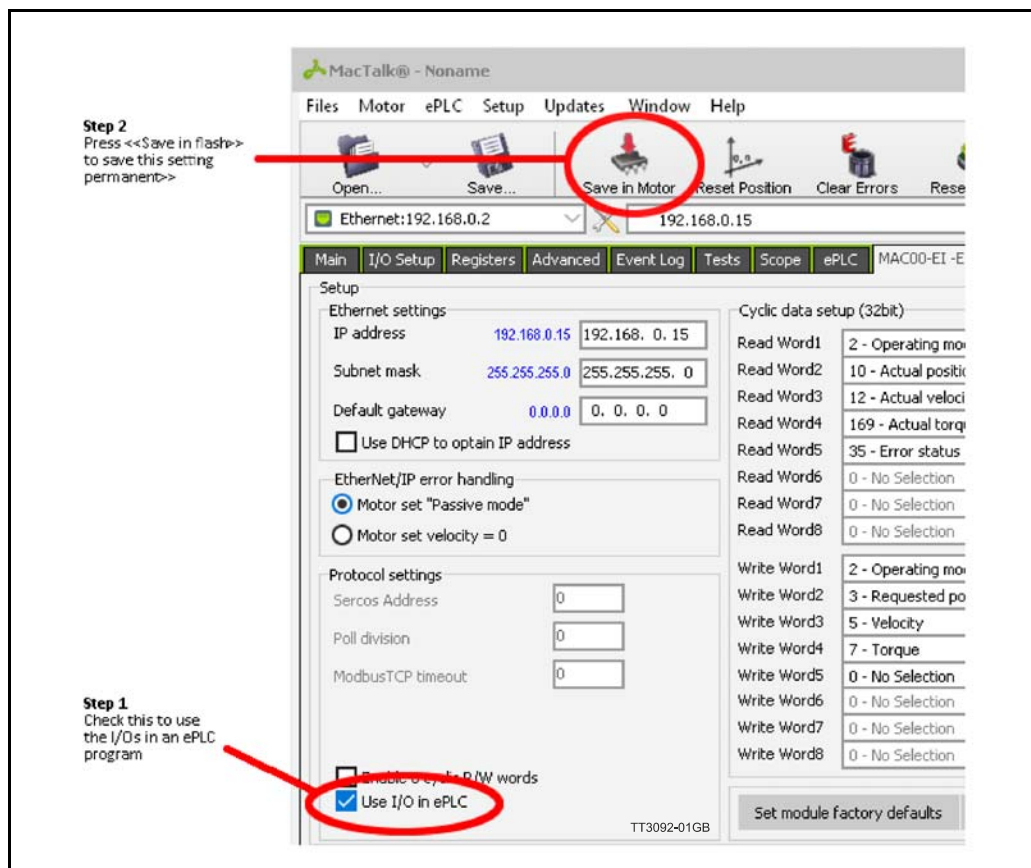 MacTalk® - Noname
Files Motor ePLC Setup Updates Window Help
Step 2
Press <<Save in flash>>
to save this setting
permanent>>
Open... Save... Save in Motor Reset Position Clear Errors Rese
Ethernet:192.168.0.2 192.168.0.15
Main I/O Setup Registers Advanced Event Log Tests Scope ePLC MAC00-EI -E
Setup
Ethernet settings
IP address 192.168.0.15 192.168. 0. 15
Subnet mask 255.255.255.0 255.255.255. 0
Default gateway 0.0.0.0 0. 0. 0. 0
Use DHCP to optain IP address
EtherNet/IP error handling
Motor set "Passive mode"
Motor set velocity = 0
Protocol settings
Sercos Address 0
Poll division 0
ModbusTCP timeout 0
Step 1
Check this to use
the I/Os in an ePLC
program
Enable 8 cyclic R/W words
Use I/O in ePLC
Cyclic data setup (32bit)
Read Word1 2 - Operating mo
Read Word2 10 - Actual positi
Read Word3 12 - Actual veloci
Read Word4 169 - Actual torq
Read Word5 35 - Error status
Read Word6 0 - No Selection
Read Word7 0 - No Selection
Read Word8 0 - No Selection
Write Word1 2 - Operating mo
Write Word2 3 - Requested po
Write Word3 5 - Velocity
Write Word4 7 - Torque
Write Word5 0 - No Selection
Write Word6 0 - No Selection
Write Word7 0 - No Selection
Write Word8 0 - No Selection
Set module factory defaults
TT3092-01GB